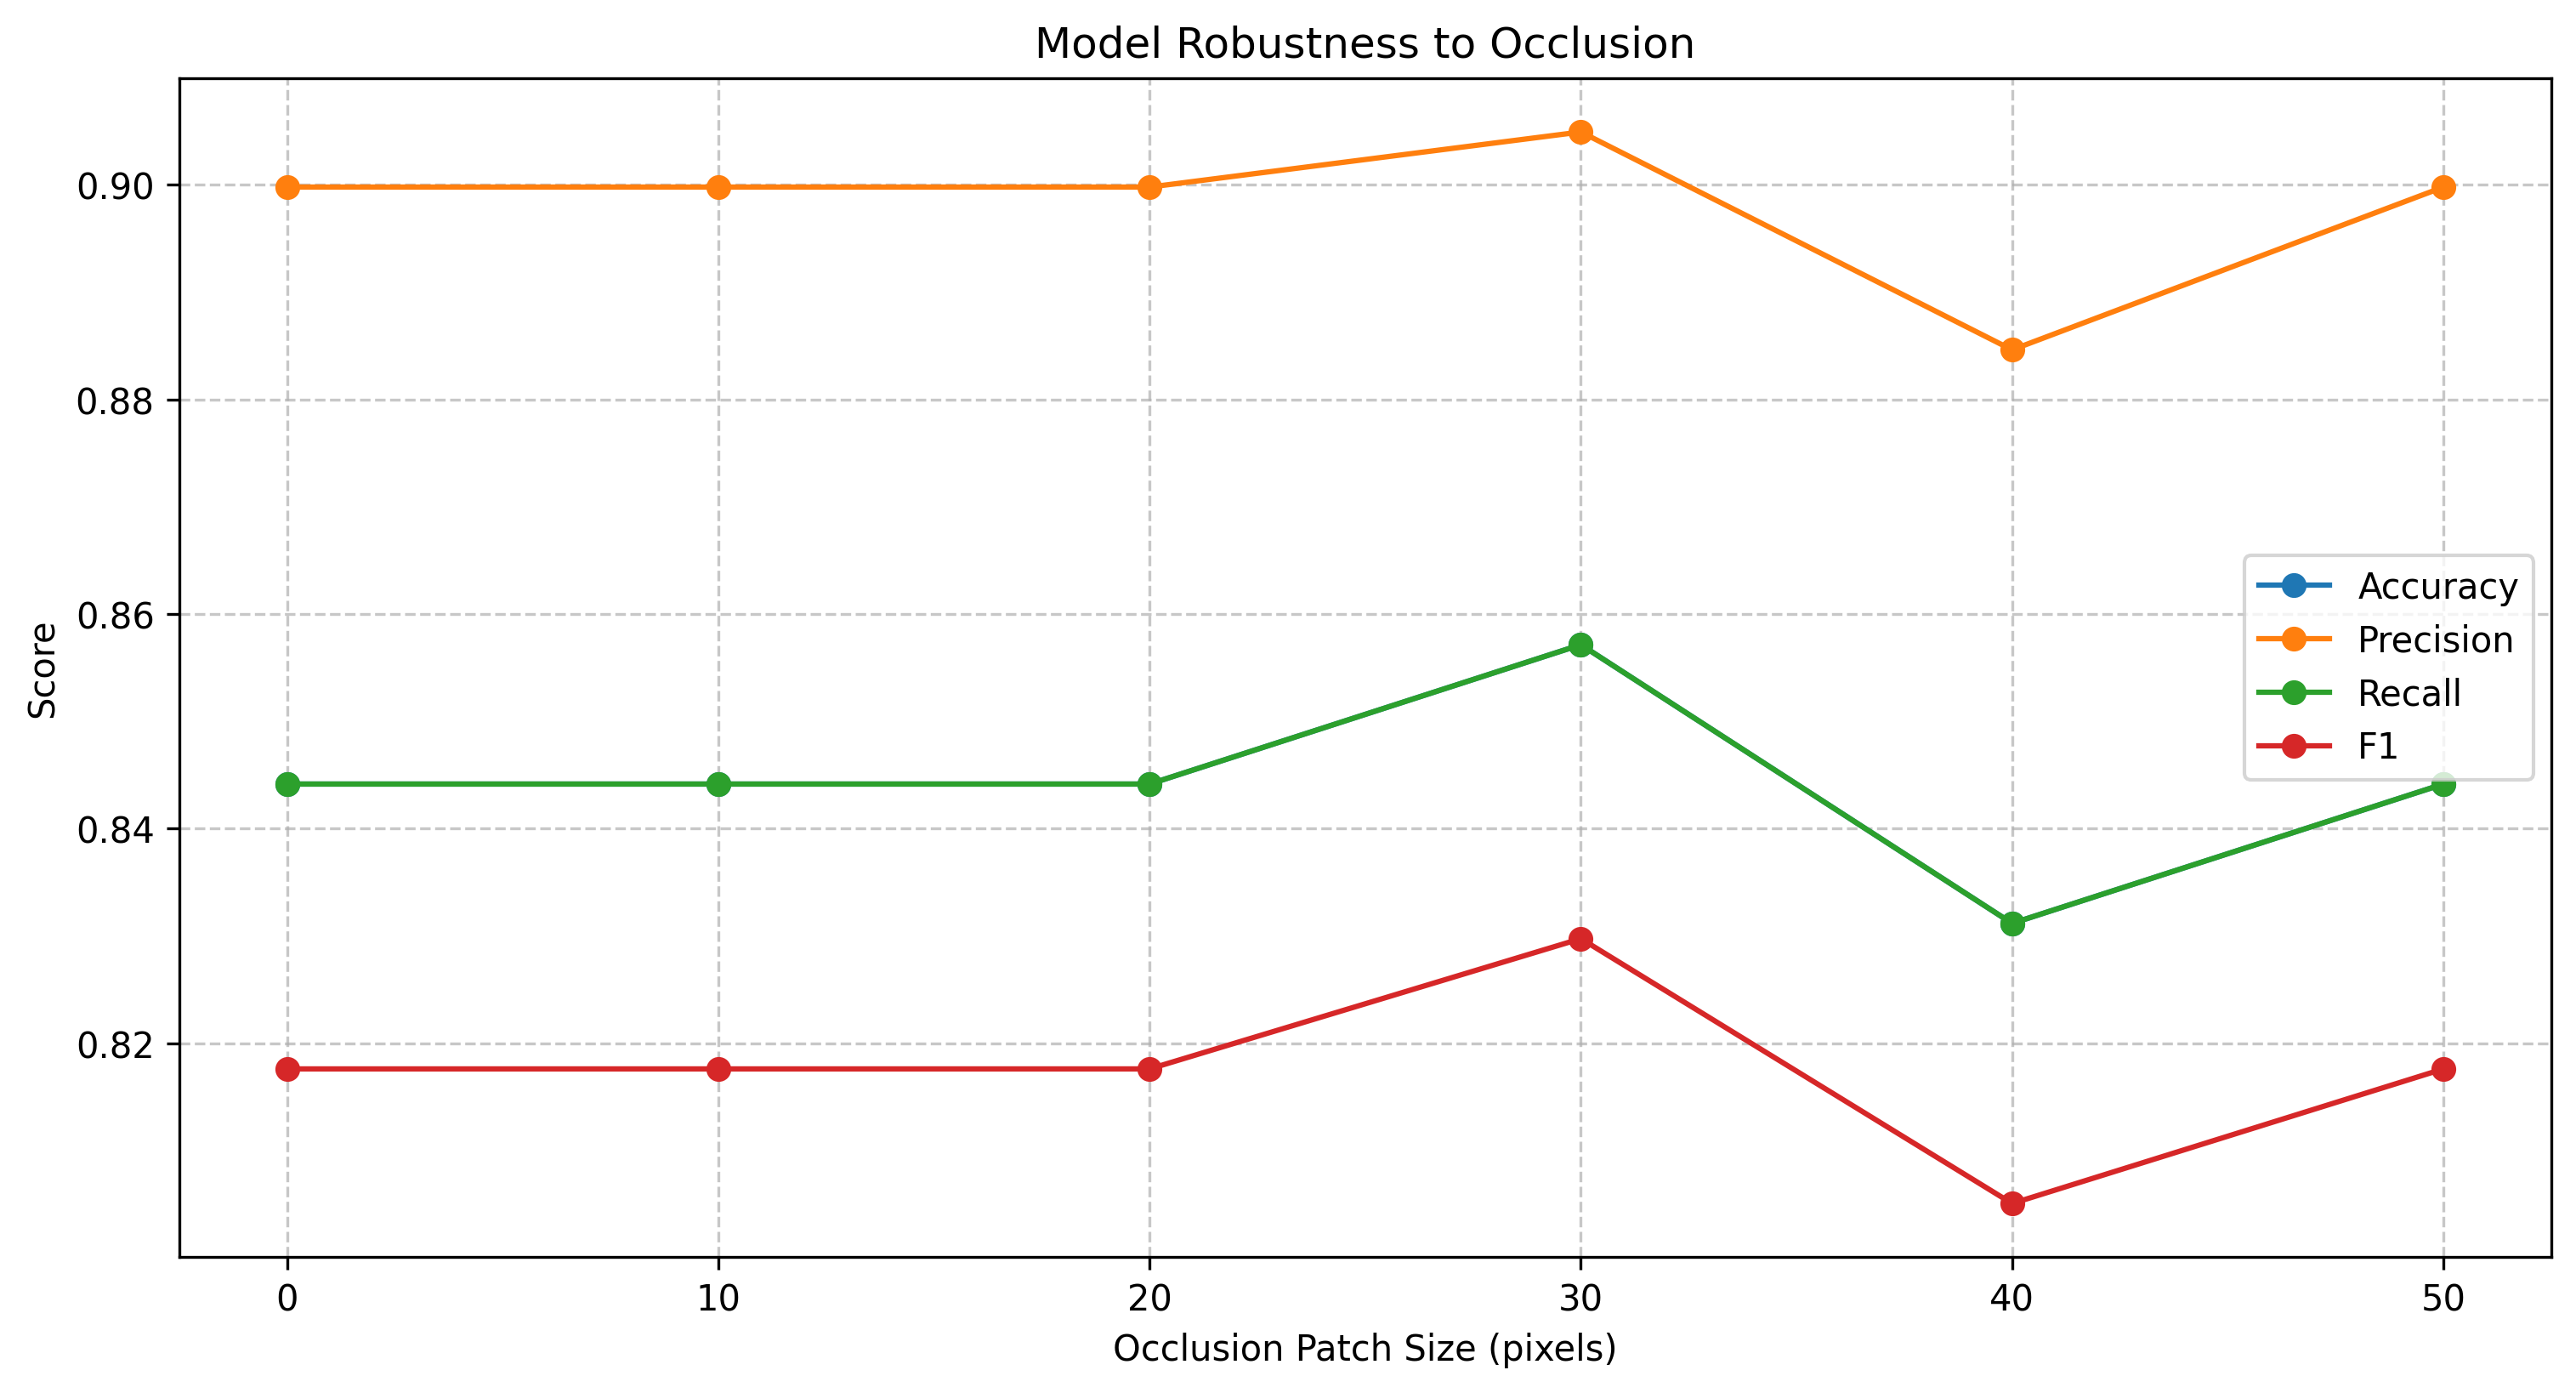 Model Robustness to Occlusion
0.90
0.88
0.86
0.84
0.82
Score
Accuracy
Precision
Recall
F1
0 10 20 30 40 50
Occlusion Patch Size (pixels)